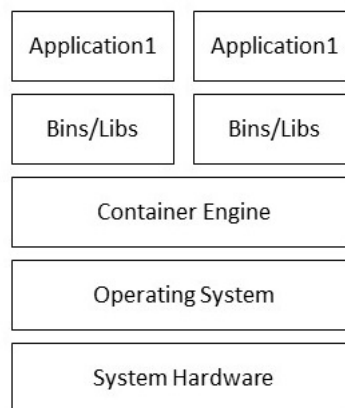 Application1 Application1
Bins/Libs Bins/Libs
Container Engine
Operating System
System Hardware